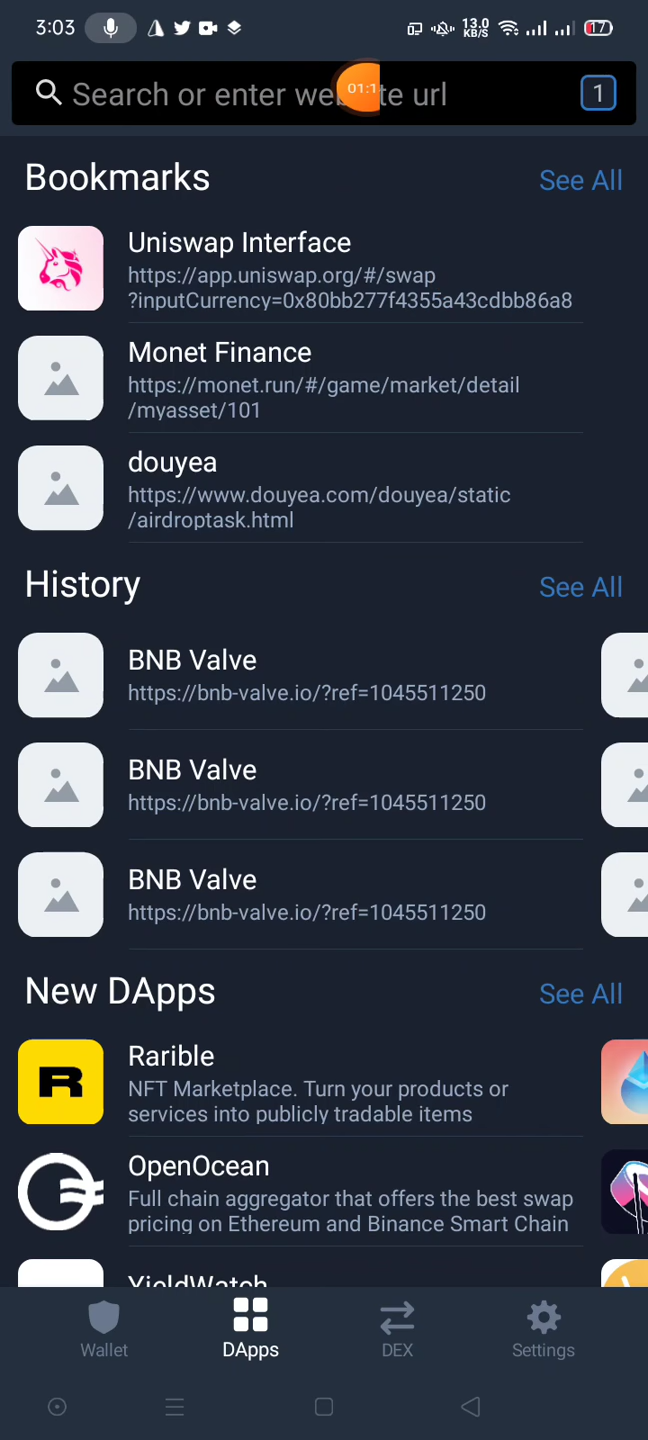 3:03
13.0
KB/S
17
Search or enter we te url
01:1
1
Bookmarks
See All
Uniswap Interface
https://app.uniswap.org/#/swap
?inputCurrency=0x80bb277f4355a43cdbb86a8
Monet Finance
https://monet.run/#/game/market/detail
/myasset/101
douyea
https://www.douyea.com/douyea/static
/airdroptask.html
History
See All
BNB Valve
https://bnb-valve.io/?ref=1045511250
BNB Valve
https://bnb-valve.io/?ref=1045511250
BNB Valve
https://bnb-valve.io/?ref=1045511250
New DApps
See All
Rarible
NFT Marketplace. Turn your products or
services into publicly tradable items
OpenOcean
Full chain aggregator that offers the best swap
pricing on Ethereum and Binance Smart Chain
YieldWatch
Wallet
DApps
DEX
Settings